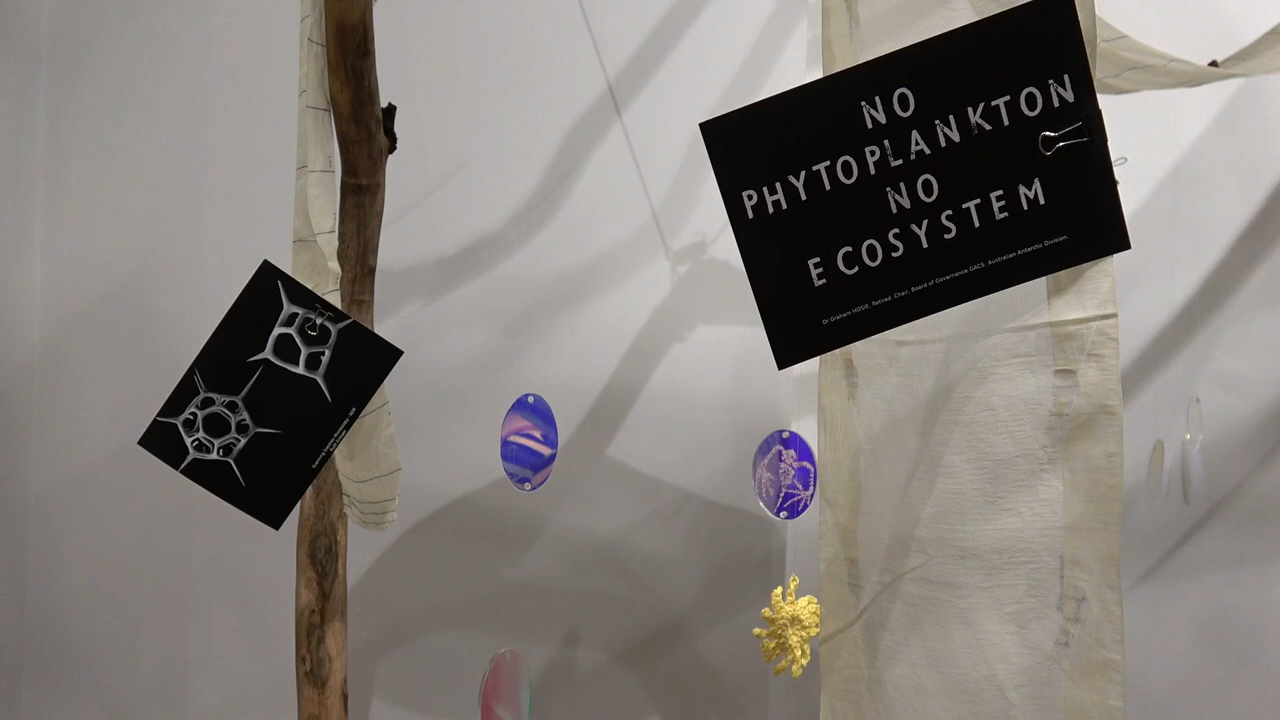 NO
PHYTOPLANKTON
NO
ECOSYSTEM
Dr Graham HOSIE. Retired. Chair, Board of Governance GACS. Australian Antarctic Division.